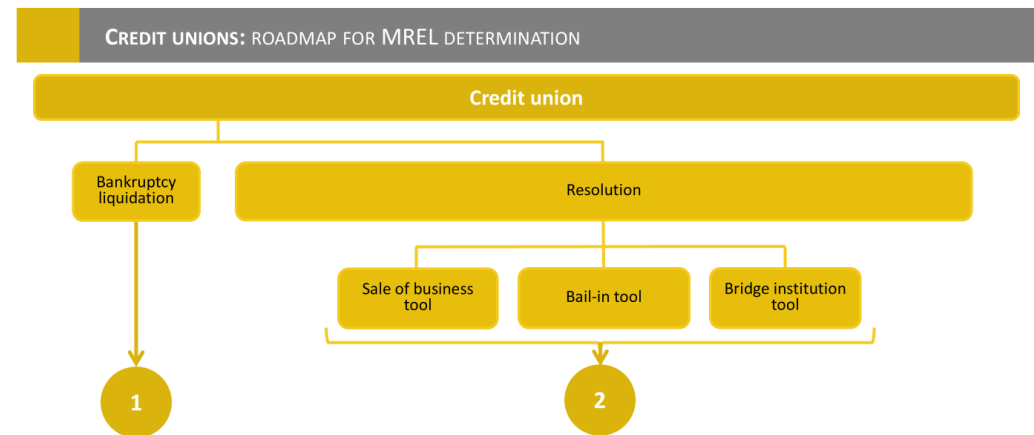 CREDIT UNIONS: ROADMAP FOR MREL DETERMINATION
Credit union
Bankruptcy
liquidation
Resolution
Sale of business
tool
Bail-in tool
Bridge institution
tool
1
2